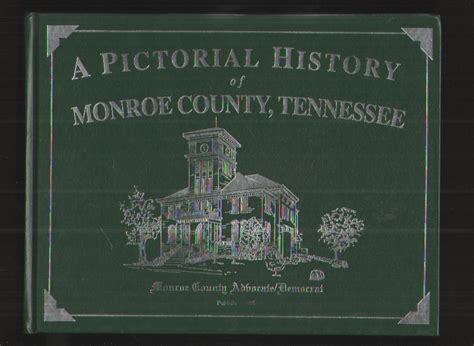 A PICTORIAL HISTORY
of
MONROE COUNTY, TENNESSEE
Monroe County Advocate/Democrat